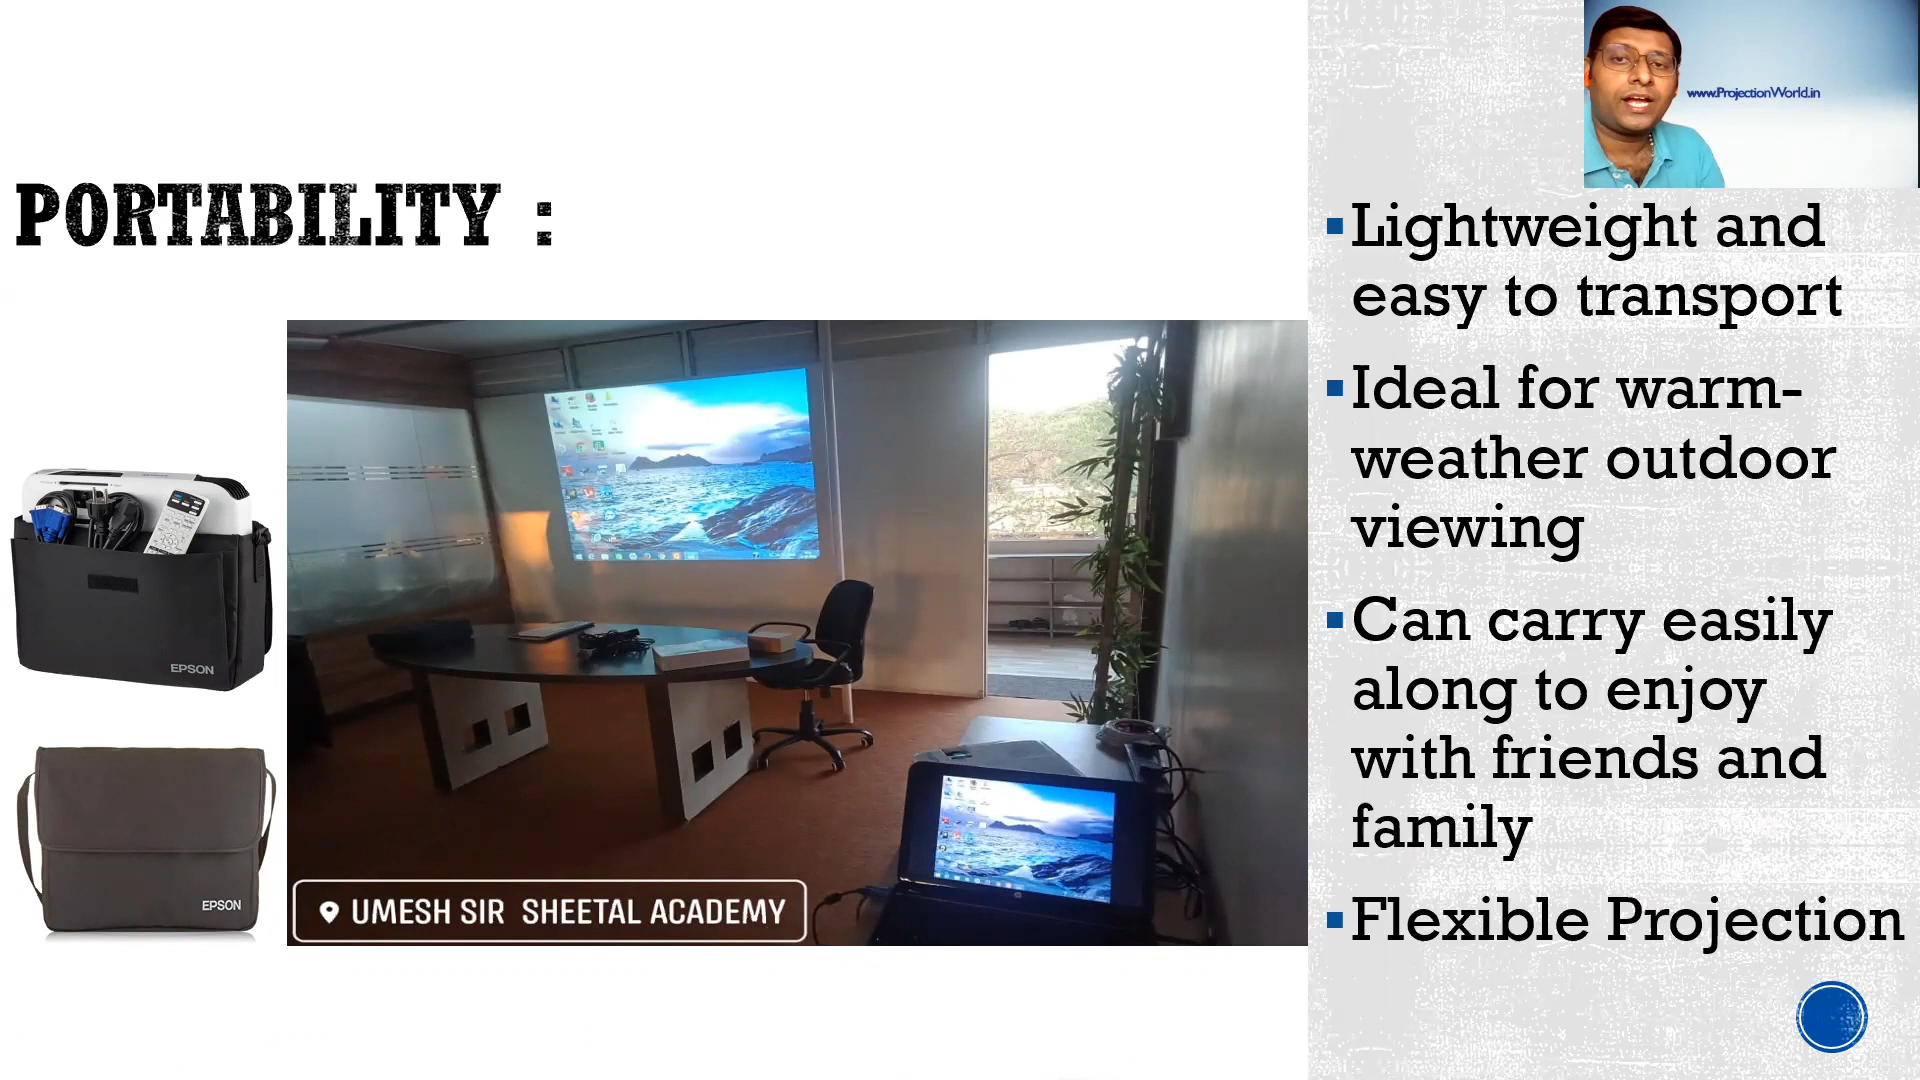 www.ProjectionWorld.in
PORTABILITY :
▪Lightweight and
easy to transport
▪Ideal for warm-
weather outdoor
viewing
▪Can carry easily
along to enjoy
with friends and
family
▪Flexible Projection
EPSON
EPSON
UMESH SIR SHEETAL ACADEMY